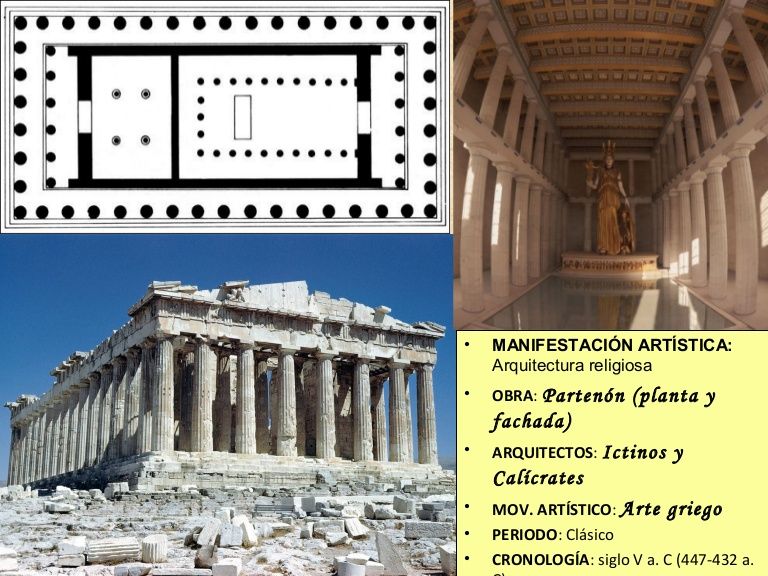 • MANIFESTACIÓN ARTÍSTICA:
Arquitectura religiosa
• OBRA: Partenón (planta y
fachada)
• ARQUITECTOS: Ictinos y
Calícrates
• MOV. ARTÍSTICO: Arte griego
• PERIODO: Clásico
• CRONOLOGÍA: siglo V a. C (447-432 a.
C)